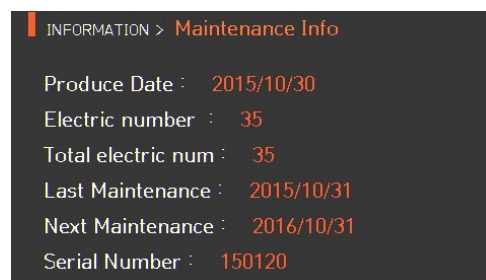 INFORMATION > Maintenance Info
Produce Date : 2015/10/30
Electric number : 35
Total electric num : 35
Last Maintenance : 2015/10/31
Next Maintenance : 2016/10/31
Serial Number : 150120